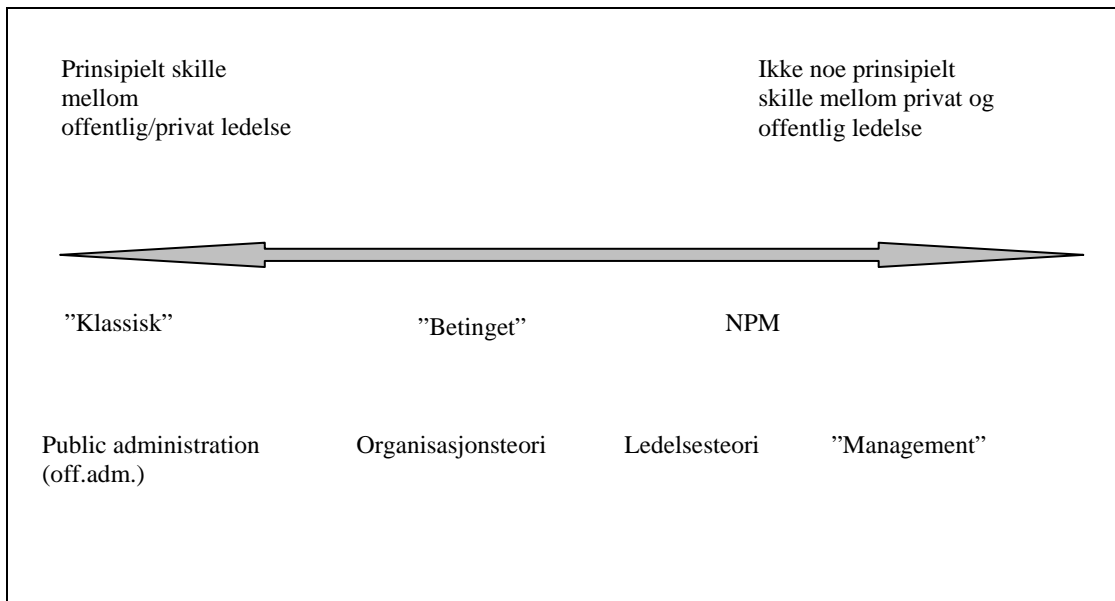 Prinsipielt skille
mellom
offentlig/privat ledelse
Ikke noe prinsipielt
skille mellom privat og
offentlig ledelse
”Klassisk”
”Betinget”
NPM
Public administration
(off.adm.)
Organisasjonsteori
Ledelsesteori
”Management”